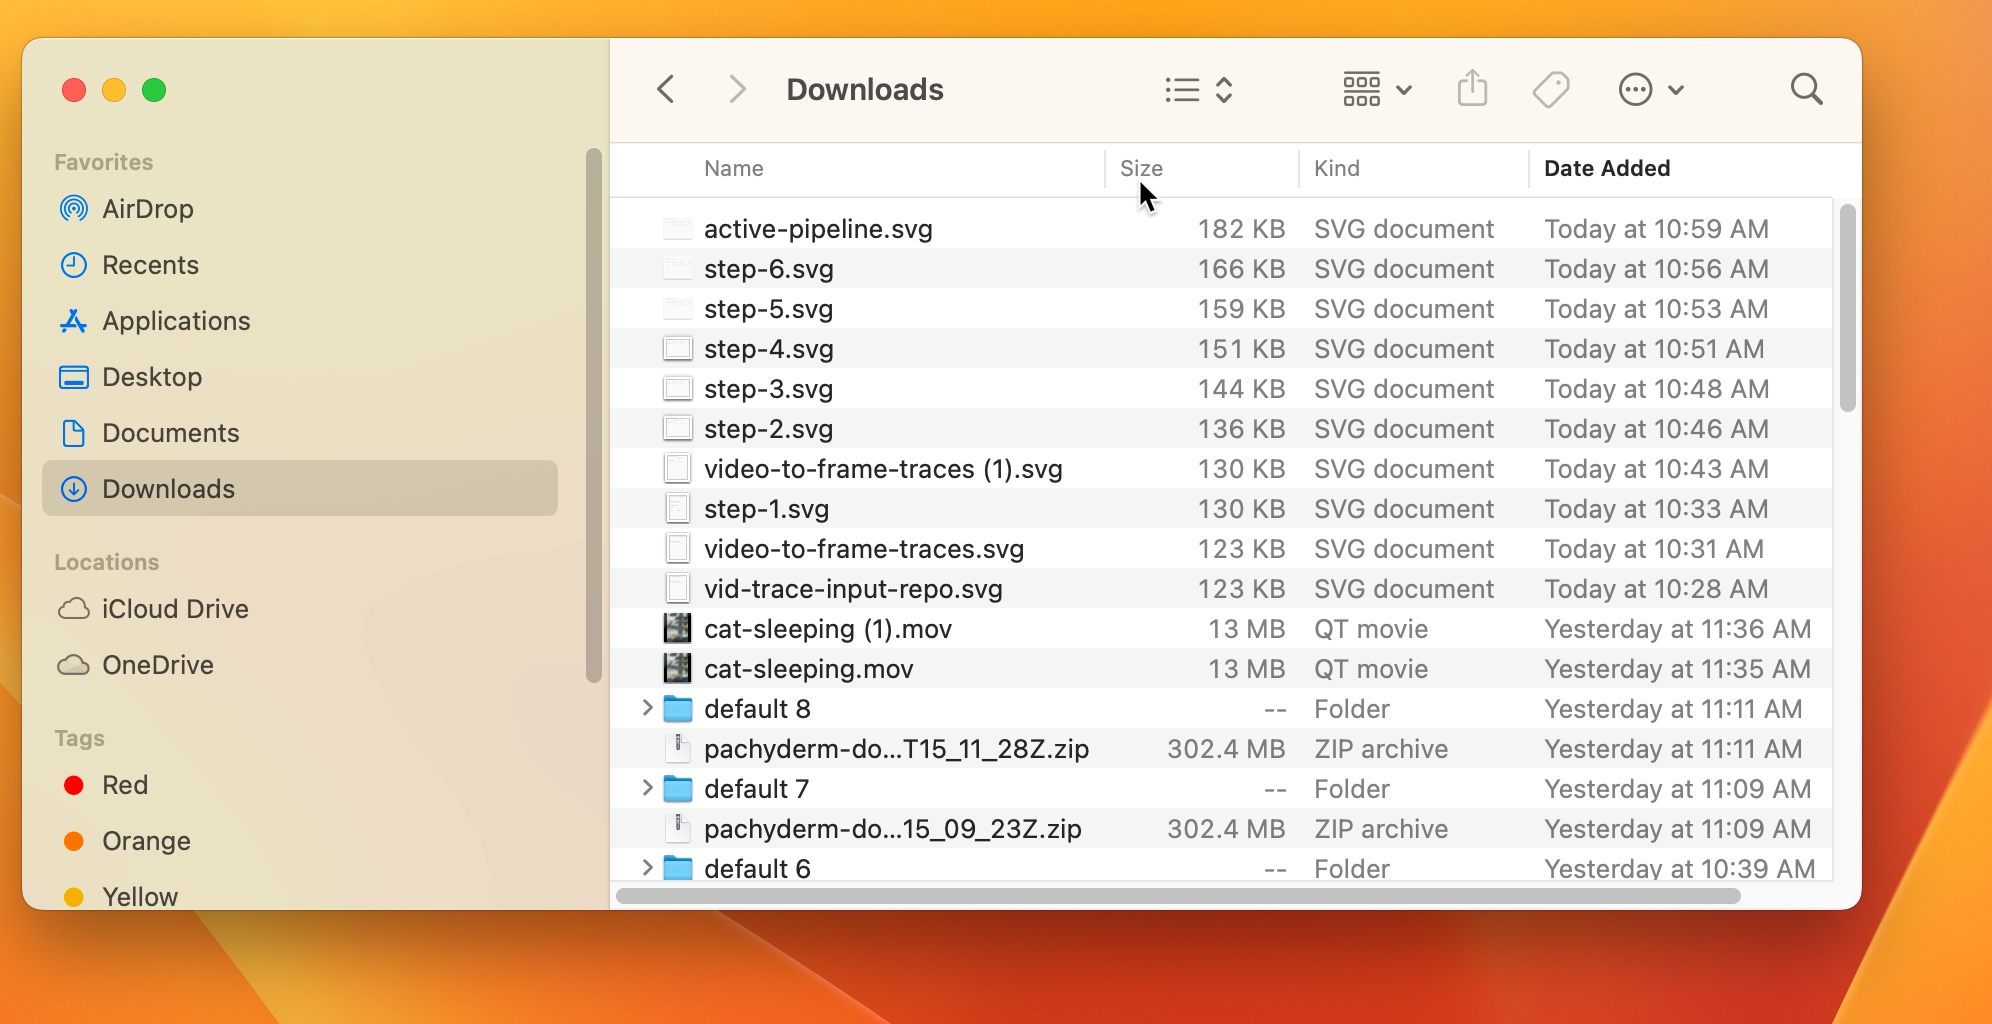 Downloads
Favorites
AirDrop
Recents
Applications
Desktop
Documents
Downloads
Locations
iCloud Drive
OneDrive
Tags
Red
Orange
Yellow
Name Size Kind Date Added
active-pipeline.svg 182 KB SVG document Today at 10:59 AM
step-6.svg 166 KB SVG document Today at 10:56 AM
step-5.svg 159 KB SVG document Today at 10:53 AM
step-4.svg 151 KB SVG document Today at 10:51 AM
step-3.svg 144 KB SVG document Today at 10:48 AM
step-2.svg 136 KB SVG document Today at 10:46 AM
video-to-frame-traces (1).svg 130 KB SVG document Today at 10:43 AM
step-1.svg 130 KB SVG document Today at 10:33 AM
video-to-frame-traces.svg 123 KB SVG document Today at 10:31 AM
vid-trace-input-repo.svg 123 KB SVG document Today at 10:28 AM
cat-sleeping (1).mov 13 MB QT movie Yesterday at 11:36 AM
cat-sleeping.mov 13 MB QT movie Yesterday at 11:35 AM
default 8 -- Folder Yesterday at 11:11 AM
pachyderm-do...T15_11_28Z.zip 302.4 MB ZIP archive Yesterday at 11:11 AM
default 7 -- Folder Yesterday at 11:09 AM
pachyderm-do...15_09_23Z.zip 302.4 MB ZIP archive Yesterday at 11:09 AM
default 6 -- Folder Yesterday at 10:39 AM